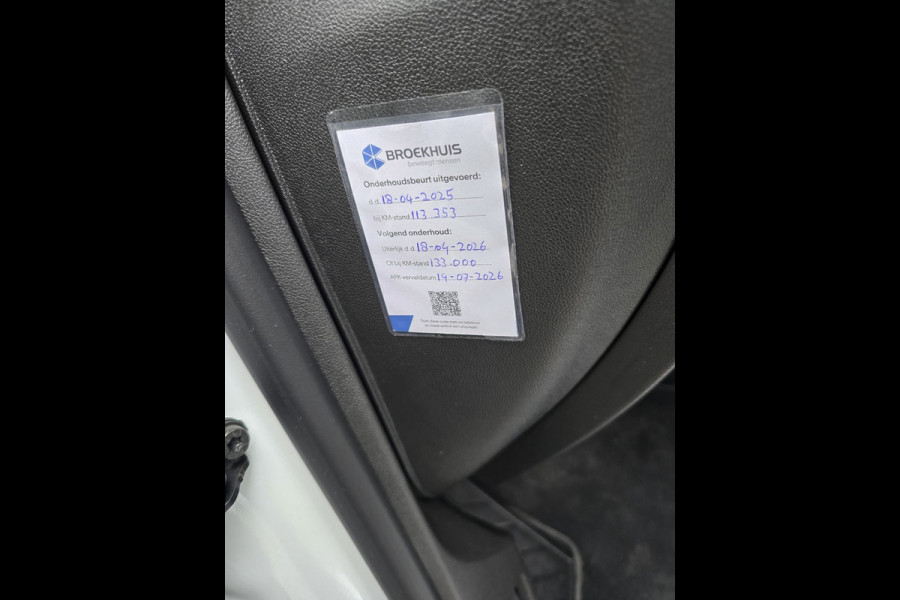 BROEKHUIS
beweegt mensen
Onderhoudsbeurt uitgevoerd:
d.d. 18-04-2025
bij KM-stand 113 353
Volgend onderhoud:
Uiterlijk d.d. 18-04-2026
Of bij KM-stand 133.000
APK-vervaldatum 14-07-2026